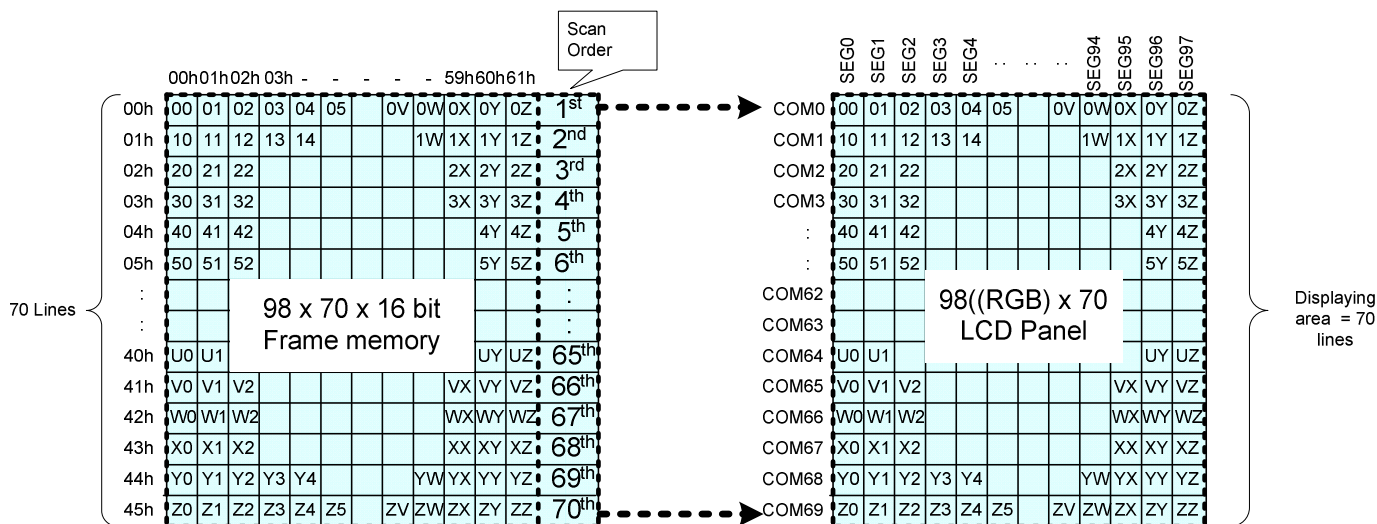 Scan
Order
00h 01h 02h 03h - - - - - 59h 60h 61h
SEG0 SEG1 SEG2 SEG3 SEG4 .. .. .. SEG94 SEG95 SEG96 SEG97
00h 00 01 02 03 04 05 0V 0W 0X 0Y 0Z 1st COM0 00 01 02 03 04 05 0V 0W 0X 0Y 0Z
01h 10 11 12 13 14 1W 1X 1Y 1Z 2nd COM1 10 11 12 13 14 1W 1X 1Y 1Z
02h 20 21 22 2X 2Y 2Z 3rd COM2 20 21 22 2X 2Y 2Z
03h 30 31 32 3X 3Y 3Z 4th COM3 30 31 32 3X 3Y 3Z
04h 40 41 42 4Y 4Z 5th : 40 41 42 4Y 4Z
05h 50 51 52 5Y 5Z 6th : 50 51 52 5Y 5Z
: : COM62
: : COM63
70 Lines
98 x 70 x 16 bit
Frame memory
98((RGB) x 70
LCD Panel
Displaying
area = 70
lines
40h U0 U1 UY UZ 65th COM64 U0 U1 UY UZ
41h V0 V1 V2 VX VY VZ 66th COM65 V0 V1 V2 VX VY VZ
42h W0 W1 W2 WX WY WZ 67th COM66 W0 W1 W2 WX WY WZ
43h X0 X1 X2 XX XY XZ 68th COM67 X0 X1 X2 XX XY XZ
44h Y0 Y1 Y2 Y3 Y4 YW YX YY YZ 69th COM68 Y0 Y1 Y2 Y3 Y4 YW YX YY YZ
45h Z0 Z1 Z2 Z3 Z4 Z5 ZV ZW ZX ZY ZZ 70th COM69 Z0 Z1 Z2 Z3 Z4 Z5 ZV ZW ZX ZY ZZ